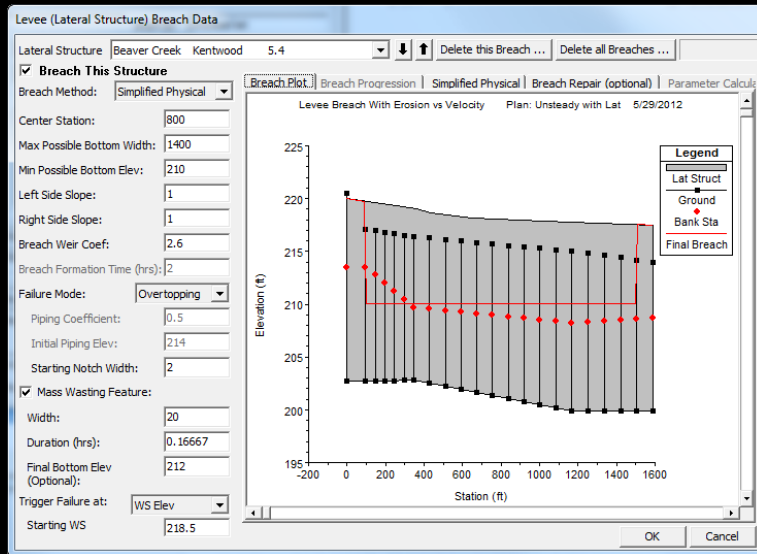 Levee (Lateral Structure) Breach Data
Lateral Structure Beaver Creek Kentwood 5.4 Delete this Breach ... Delete all Breaches ...
Breach This Structure
Breach Method: Simplified Physical
Center Station: 800
Max Possible Bottom Width: 1400
Min Possible Bottom Elev: 210
Left Side Slope: 1
Right Side Slope: 1
Breach Weir Coef: 2.6
Breach Formation Time (hrs): 2
Failure Mode: Overtopping
Piping Coefficient: 0.5
Initial Piping Elev: 214
Starting Notch Width: 2
Mass Wasting Feature:
Width: 20
Duration (hrs): 0.16667
Final Bottom Elev (Optional): 212
Trigger Failure at: WS Elev
Starting WS 218.5
Breach Plot Breach Progression Simplified Physical Breach Repair (optional) Parameter Calcula
Levee Breach With Erosion vs Velocity Plan: Unsteady with Lat 5/29/2012
Elevation (ft)
225
220
215
210
205
200
195
-200 0 200 400 600 800 1000 1200 1400 1600
Station (ft)
Legend
Lat Struct
Ground
Bank Sta
Final Breach
OK Cancel